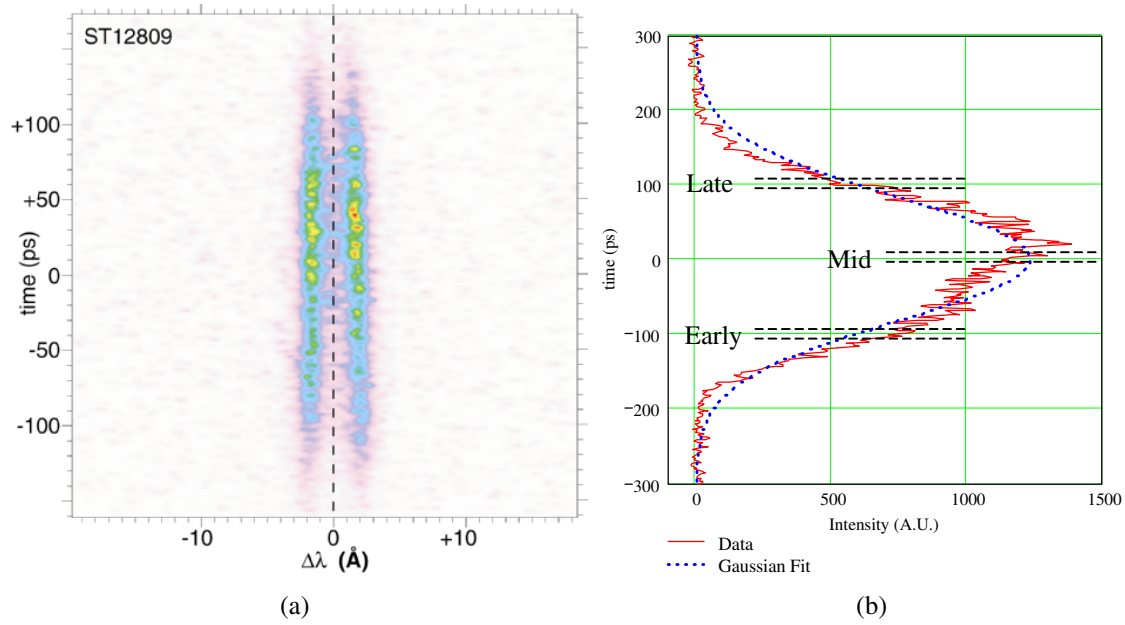 (a)
ST12809
+100
+50
0
-50
-100
time (ps)
-10
0
+10
Δλ (Å)
(b)
300
200
100
0
−100
−200
−300
time (ps)
Late
Mid
Early
0
500
1000
1500
Intensity (A.U.)
Data
Gaussian Fit
(a)
(b)